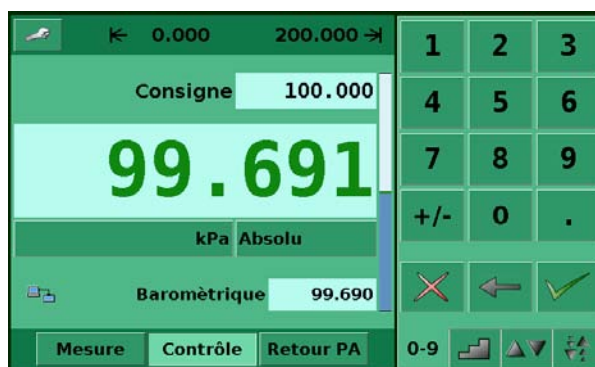 0.000 200.000
Consigne 100.000
99.691
kPa Absolu
Baromètrique 99.690
Mesure Contrôle Retour PA
1 2 3
4 5 6
7 8 9
+/- 0 .
0-9